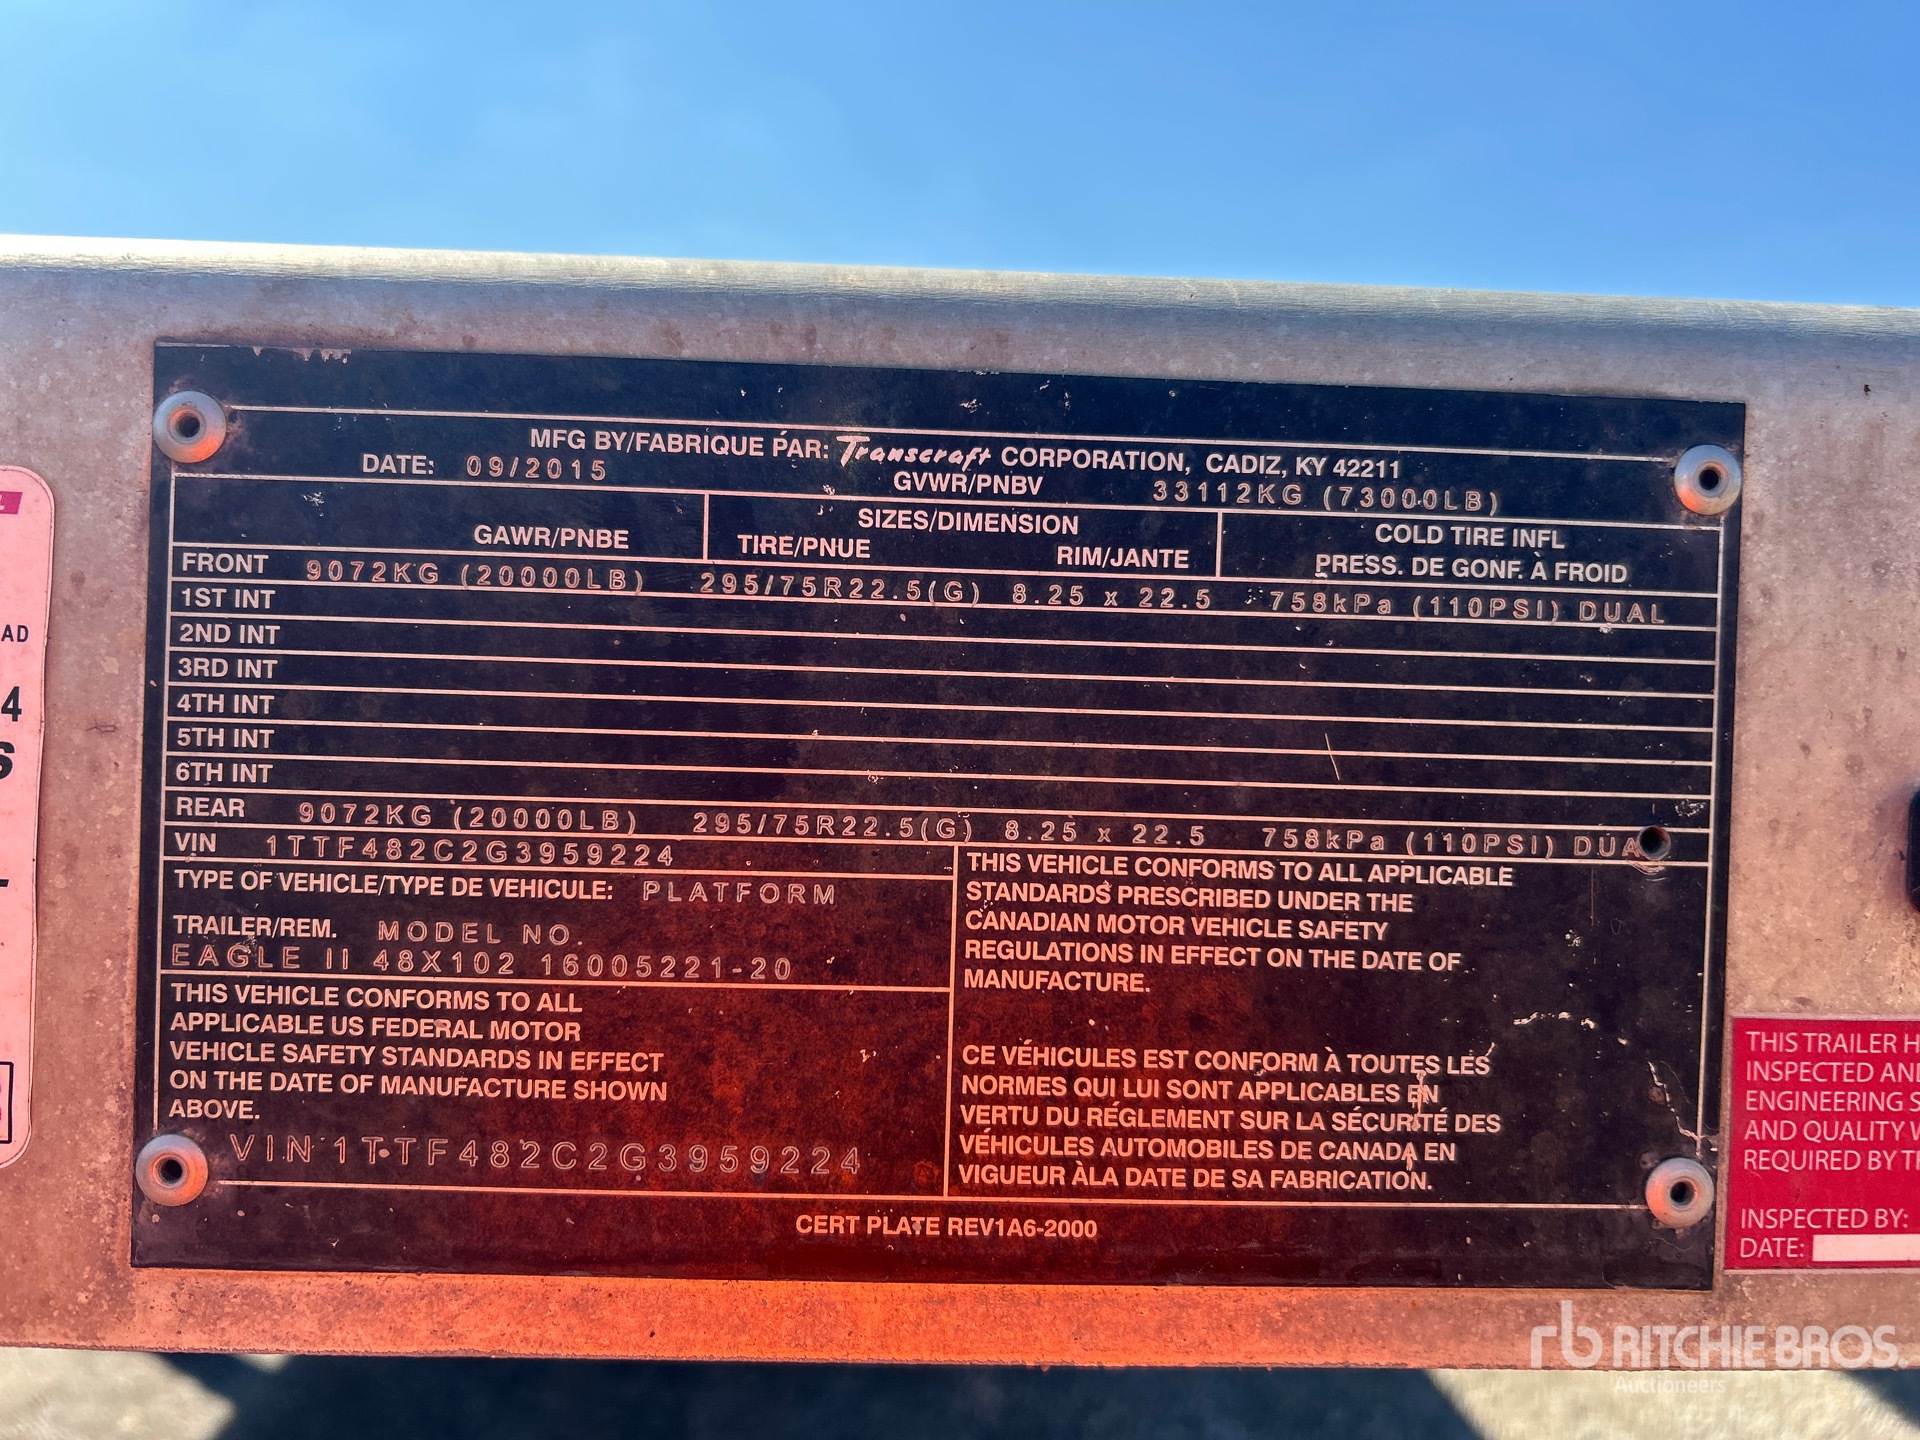 MFG BY/FABRIQUE PAR: Transcraft CORPORATION, CADIZ, KY 42211
DATE: 09/2015 GVWR/PNBV 33112KG (73000LB)
GAWR/PNBE SIZES/DIMENSION COLD TIRE INFL
TIRE/PNUE RIM/JANTE PRESS. DE GONF. À FROID
FRONT 9072KG (20000LB) 295/75R22.5(G) 8.25 x 22.5 758kPa (110PSI) DUAL
1ST INT
2ND INT
3RD INT
4TH INT
5TH INT
6TH INT
REAR 9072KG (20000LB) 295/75R22.5(G) 8.25 x 22.5 758kPa (110PSI) DUA
VIN 1TTF482C2G3959224
TYPE OF VEHICLE/TYPE DE VEHICULE: PLATFORM
TRAILER/REM. MODEL NO.
EAGLE II 48X102 16005221-20
THIS VEHICLE CONFORMS TO ALL
APPLICABLE US FEDERAL MOTOR
VEHICLE SAFETY STANDARDS IN EFFECT
ON THE DATE OF MANUFACTURE SHOWN
ABOVE.
VIN 1TTF482C2G3959224
THIS VEHICLE CONFORMS TO ALL APPLICABLE
STANDARDS PRESCRIBED UNDER THE
CANADIAN MOTOR VEHICLE SAFETY
REGULATIONS IN EFFECT ON THE DATE OF
MANUFACTURE.
CE VÉHICULES EST CONFORM À TOUTES LES
NORMES QUI LUI SONT APPLICABLES EN
VERTU DU RÉGLEMENT SUR LA SÉCURITÉ DES
VÉHICULES AUTOMOBILES DE CANADA EN
VIGUEUR ÀLA DATE DE SA FABRICATION.
CERT PLATE REV1A6-2000
AD
4
S
THIS TRAILER H
INSPECTED AND
ENGINEERING S
AND QUALITY W
REQUIRED BY T
INSPECTED BY:
DATE:
rb RITCHIE BROS.
Auctioneers